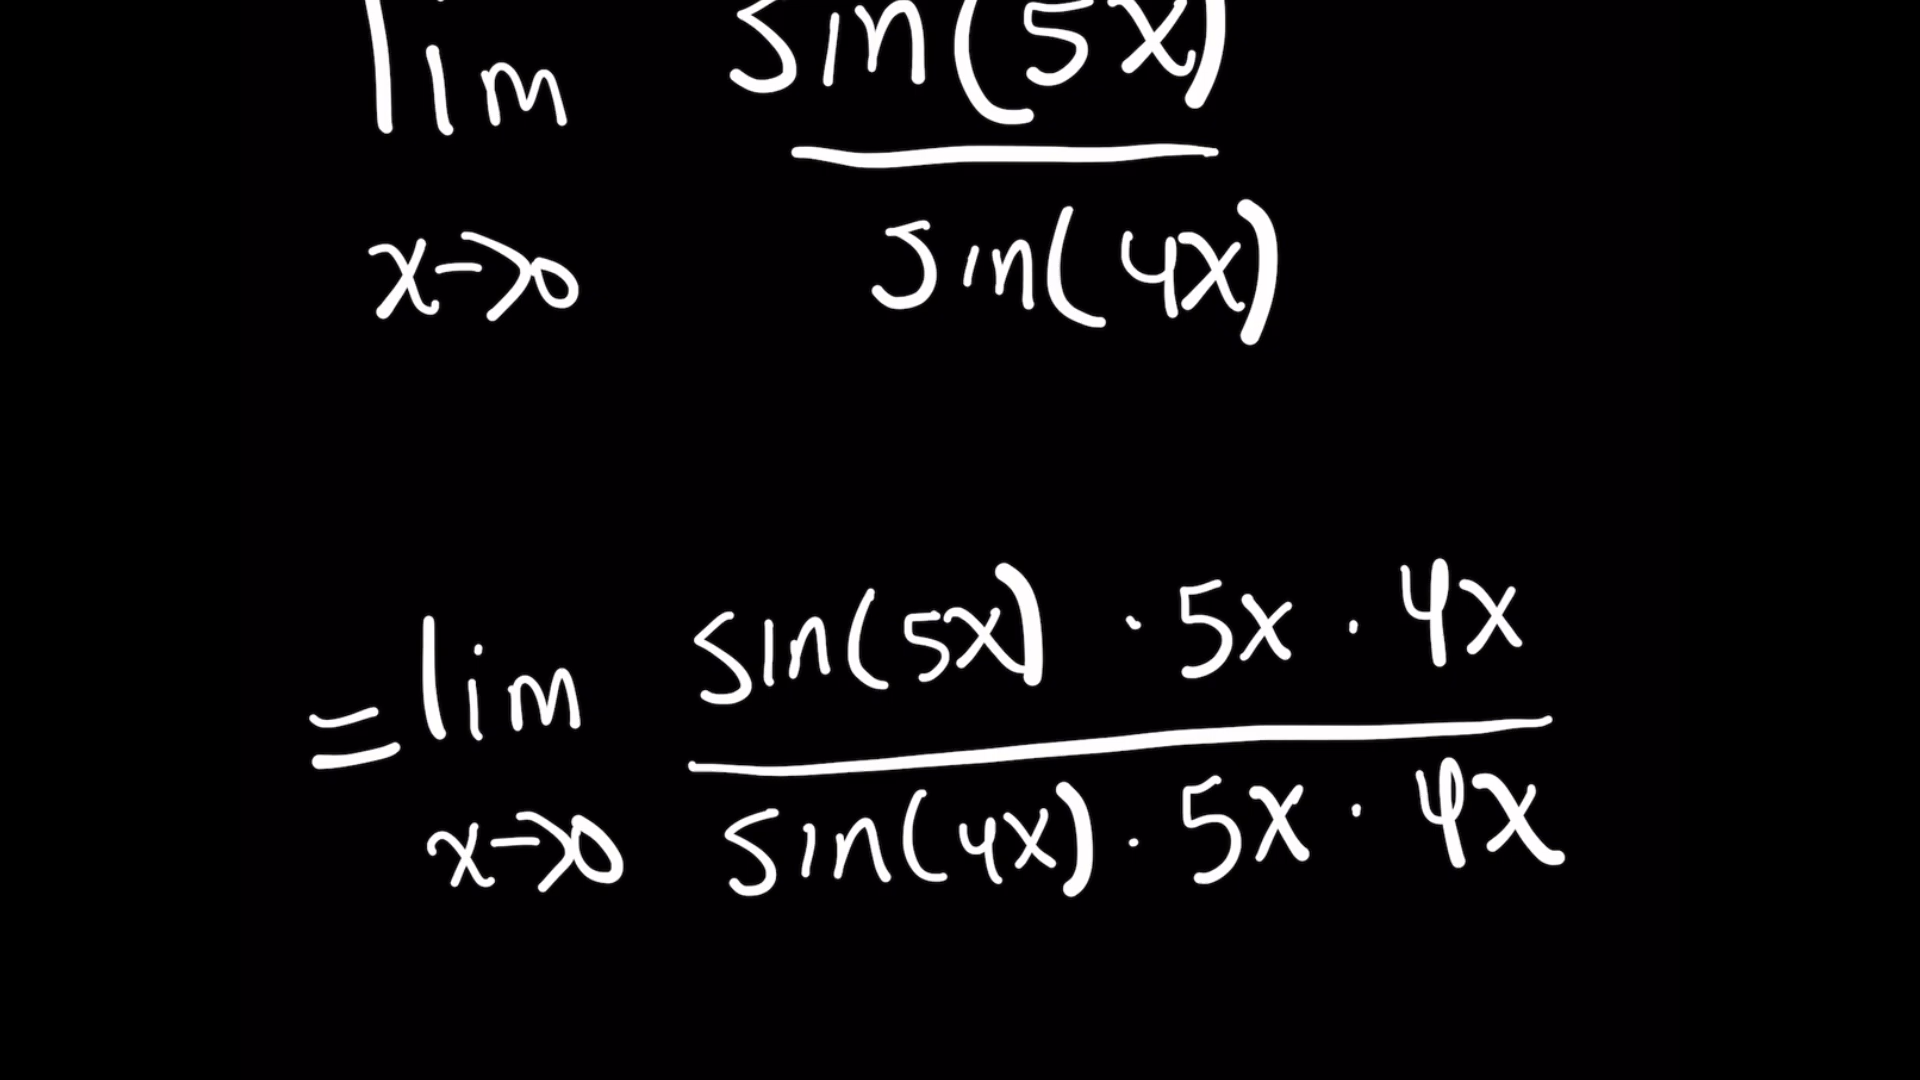 lim sin(5x)
x→0 sin(4x)
= lim sin(5x) · 5x · 4x
x→0 sin(4x) · 5x · 4x